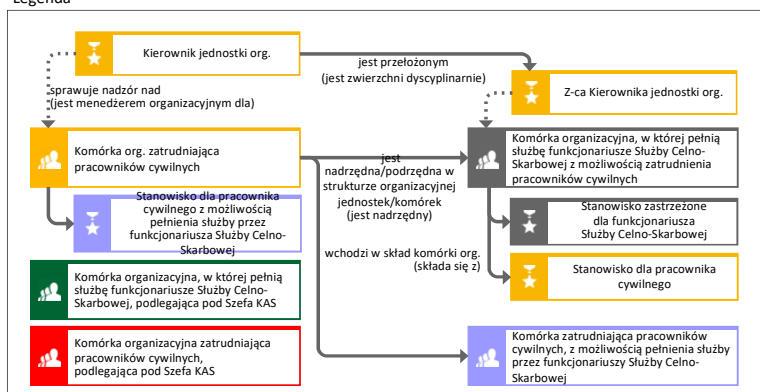 Legenda
Kierownik jednostki org.
jest przełożonym
(jest zwierzchni dyscyplinarnie)
sprawuje nadzór nad
(jest menedżerem organizacyjnym dla)
Z-ca Kierownika jednostki org.
Komórka org. zatrudniająca
pracowników cywilnych
jest
nadrzędna/podrzędna w
strukturze organizacyjnej
jednostek/komórek
(jest nadrzędny)
Komórka organizacyjna, w której pełnią
służbę funkcjonariusze Służby Celno-
Skarbowej z możliwością zatrudnienia
pracowników cywilnych
Stanowisko dla pracownika
cywilnego z możliwością
pełnienia służby przez
funkcjonariusza Służby Celno-
Skarbowej
Stanowisko zastrzeżone
dla funkcjonariusza
Służby Celno-Skarbowej
wchodzi w skład komórki org.
(składa się z)
Stanowisko dla pracownika
cywilnego
Komórka organizacyjna, w której pełnią
służbę funkcjonariusze Służby Celno-
Skarbowej, podlegająca pod Szefa KAS
Komórka organizacyjna zatrudniająca
pracowników cywilnych,
podlegająca pod Szefa KAS
Komórka zatrudniająca pracowników
cywilnych, z możliwością pełnienia służby
przez funkcjonariuszy Służby Celno-
Skarbowej